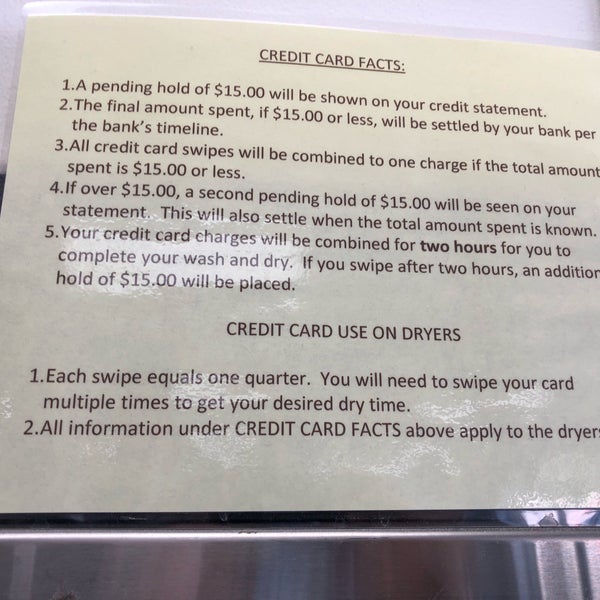 CREDIT CARD FACTS:
1.A pending hold of $15.00 will be shown on your credit statement.
2.The final amount spent, if $15.00 or less, will be settled by your bank per
the bank's timeline.
3.All credit card swipes will be combined to one charge if the total amount
spent is $15.00 or less.
4.If over $15.00, a second pending hold of $15.00 will be seen on your
statement. This will also settle when the total amount spent is known.
5.Your credit card charges will be combined for two hours for you to
complete your wash and dry. If you swipe after two hours, an addition
hold of $15.00 will be placed.
CREDIT CARD USE ON DRYERS
1.Each swipe equals one quarter. You will need to swipe your card
multiple times to get your desired dry time.
2.All information under CREDIT CARD FACTS above apply to the dryers